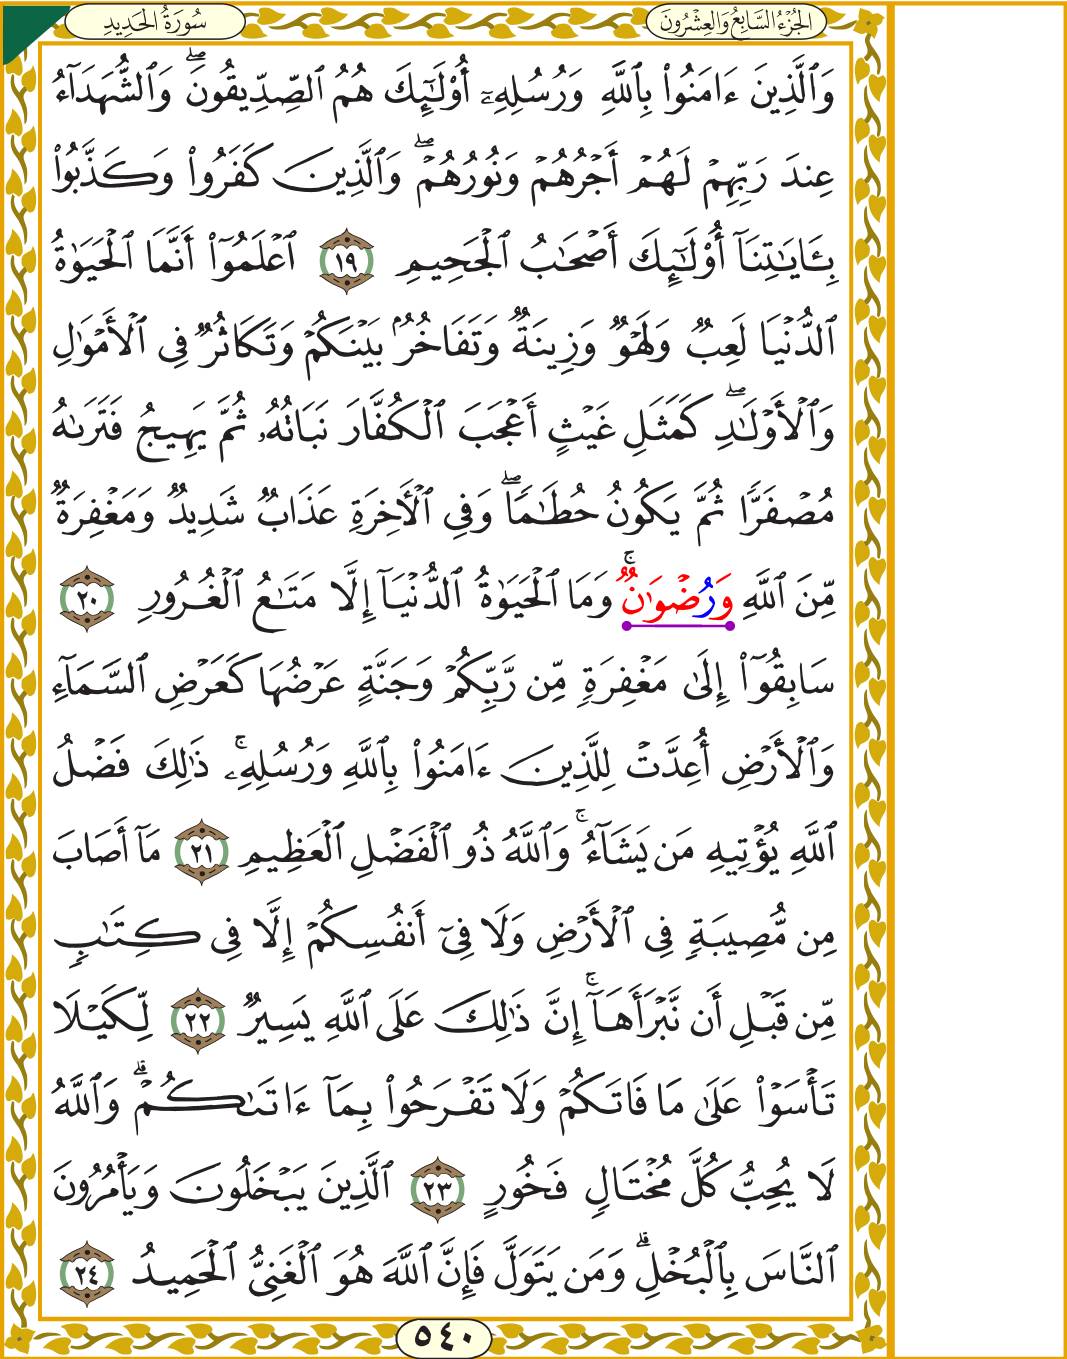 الجُزْءُ السَّابِعُ وَالعِشْرُونَ
سُورَةُ الحَدِيدِ
وَٱلَّذِينَ ءَامَنُوا۟ بِٱللَّهِ وَرُسُلِهِۦٓ أُو۟لَـٰٓئِكَ هُمُ ٱلصِّدِّيقُونَ ۖ وَٱلشُّهَدَآءُ
عِندَ رَبِّهِمْ لَهُمْ أَجْرُهُمْ وَنُورُهُمْ ۖ وَٱلَّذِينَ كَفَرُوا۟ وَكَذَّبُوا۟
بِـَٔايَـٰتِنَآ أُو۟لَـٰٓئِكَ أَصْحَـٰبُ ٱلْجَحِيمِ ١٩ ٱعْلَمُوٓا۟ أَنَّمَا ٱلْحَيَوٰةُ
ٱلدُّنْيَا لَعِبٌ وَلَهْوٌ وَزِينَةٌ وَتَفَاخُرٌۢ بَيْنَكُمْ وَتَكَاثُرٌ فِى ٱلْأَمْوَٰلِ
وَٱلْأَوْلَـٰدِ ۖ كَمَثَلِ غَيْثٍ أَعْجَبَ ٱلْكُفَّارَ نَبَاتُهُۥ ثُمَّ يَهِيجُ فَتَرَىٰهُ
مُصْفَرًّا ثُمَّ يَكُونُ حُطَـٰمًا ۖ وَفِى ٱلْـَٔاخِرَةِ عَذَابٌ شَدِيدٌ وَمَغْفِرَةٌ
مِّنَ ٱللَّهِ وَرُضْوَٰنٌ ۚ وَمَا ٱلْحَيَوٰةُ ٱلدُّنْيَآ إِلَّا مَتَـٰعُ ٱلْغُرُورِ ٢٠
سَابِقُوٓا۟ إِلَىٰ مَغْفِرَةٍ مِّن رَّبِّكُمْ وَجَنَّةٍ عَرْضُهَا كَعَرْضِ ٱلسَّمَآءِ
وَٱلْأَرْضِ أُعِدَّتْ لِلَّذِينَ ءَامَنُوا۟ بِٱللَّهِ وَرُسُلِهِۦ ۚ ذَٰلِكَ فَضْلُ
ٱللَّهِ يُؤْتِيهِ مَن يَشَآءُ ۚ وَٱللَّهُ ذُو ٱلْفَضْلِ ٱلْعَظِيمِ ٢١ مَآ أَصَابَ
مِن مُّصِيبَةٍ فِى ٱلْأَرْضِ وَلَا فِىٓ أَنفُسِكُمْ إِلَّا فِى كِتَـٰبٍ
مِّن قَبْلِ أَن نَّبْرَأَهَآ ۚ إِنَّ ذَٰلِكَ عَلَى ٱللَّهِ يَسِيرٌ ٢٢ لِّكَيْلَا
تَأْسَوْا۟ عَلَىٰ مَا فَاتَكُمْ وَلَا تَفْرَحُوا۟ بِمَآ ءَاتَىٰكُمْ ۗ وَٱللَّهُ
لَا يُحِبُّ كُلَّ مُخْتَالٍ فَخُورٍ ٢٣ ٱلَّذِينَ يَبْخَلُونَ وَيَأْمُرُونَ
ٱلنَّاسَ بِٱلْبُخْلِ ۗ وَمَن يَتَوَلَّ فَإِنَّ ٱللَّهَ هُوَ ٱلْغَنِىُّ ٱلْحَمِيدُ ٢٤
٥٤٠